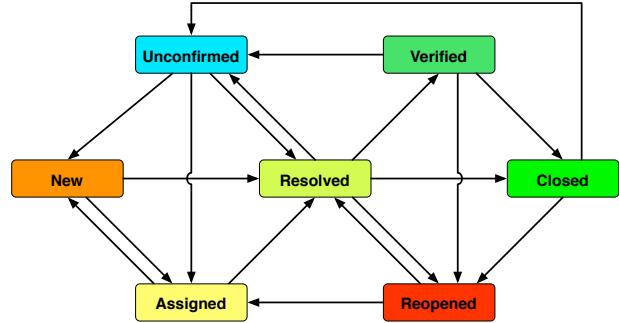 Unconfirmed
Verified
New
Resolved
Closed
Assigned
Reopened